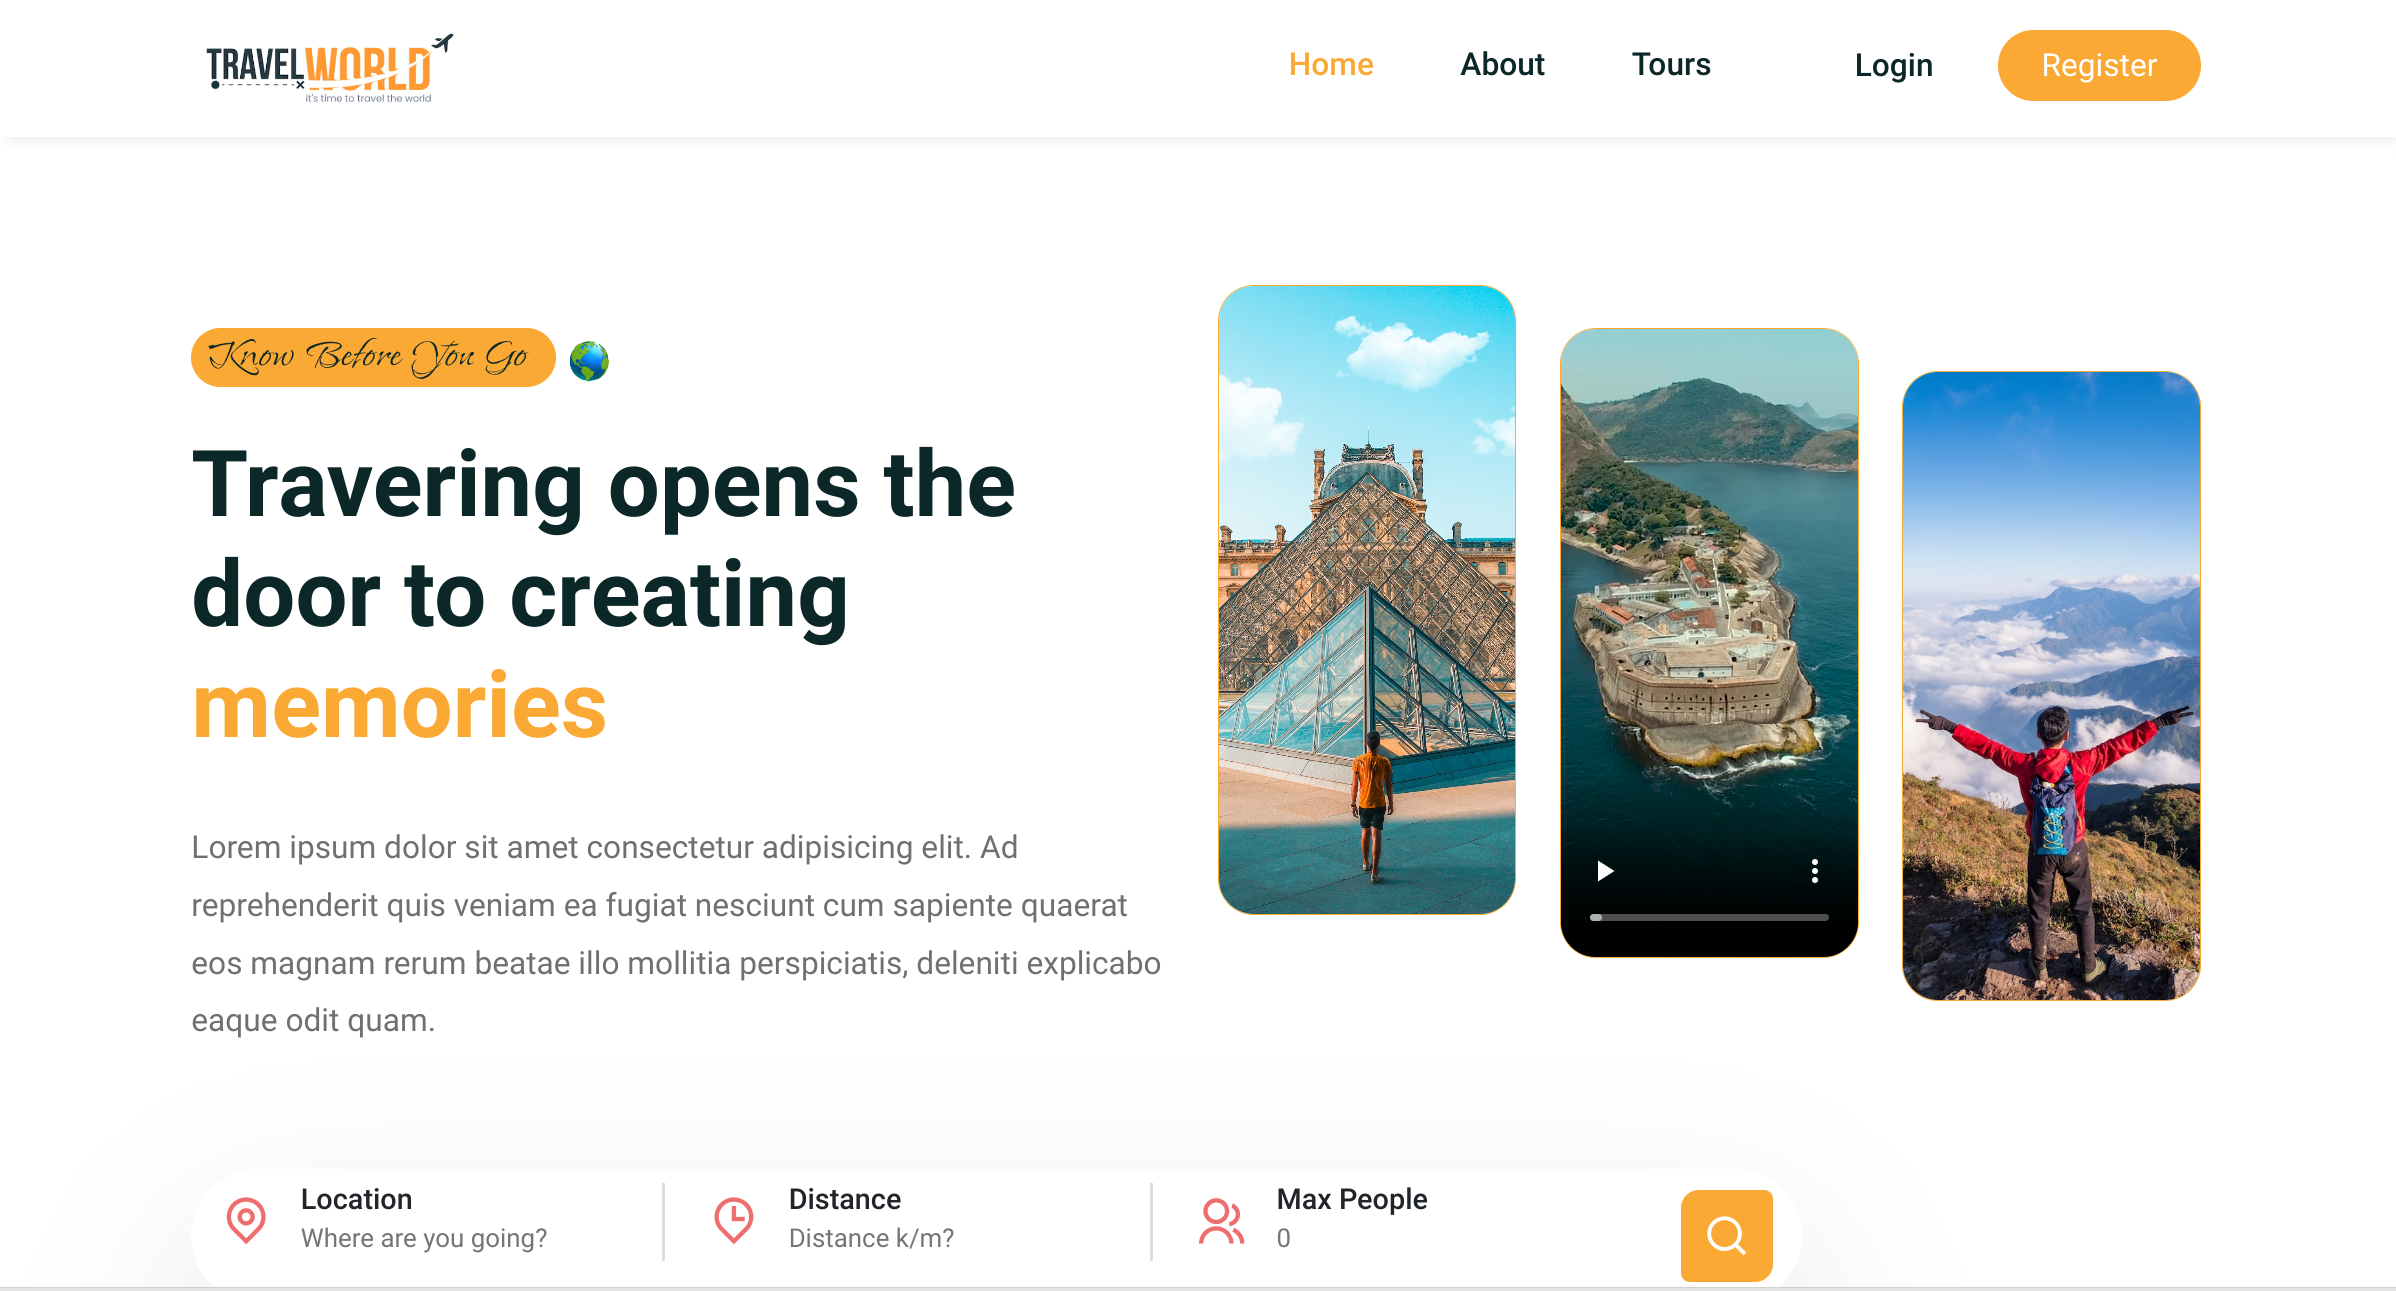 TRAVELWORLD
it's time to travel the world
Home
About
Tours
Login
Register
Know Before You Go
Travering opens the
door to creating
memories
Lorem ipsum dolor sit amet consectetur adipisicing elit. Ad
reprehenderit quis veniam ea fugiat nesciunt cum sapiente quaerat
eos magnam rerum beatae illo mollitia perspiciatis, deleniti explicabo
eaque odit quam.
Location
Where are you going?
Distance
Distance k/m?
Max People
0